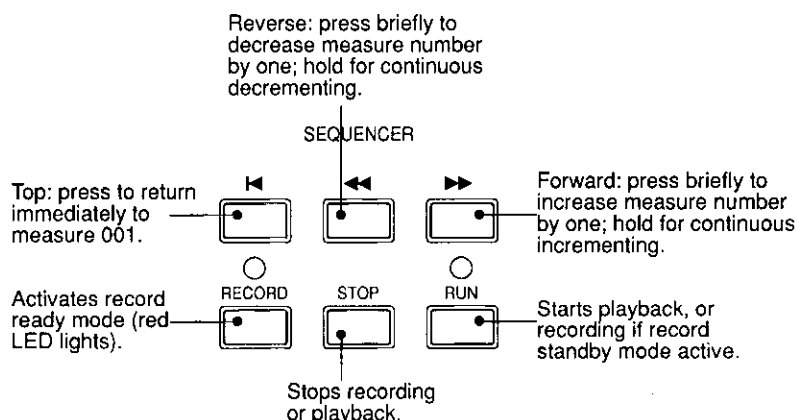 Reverse: press briefly to
decrease measure number
by one; hold for continuous
decrementing.
SEQUENCER
Top: press to return
immediately to
measure 001.
Forward: press briefly to
increase measure number
by one; hold for continuous
incrementing.
RECORD
STOP
RUN
Activates record
ready mode (red
LED lights).
Starts playback, or
recording if record
standby mode active.
Stops recording
or playback.